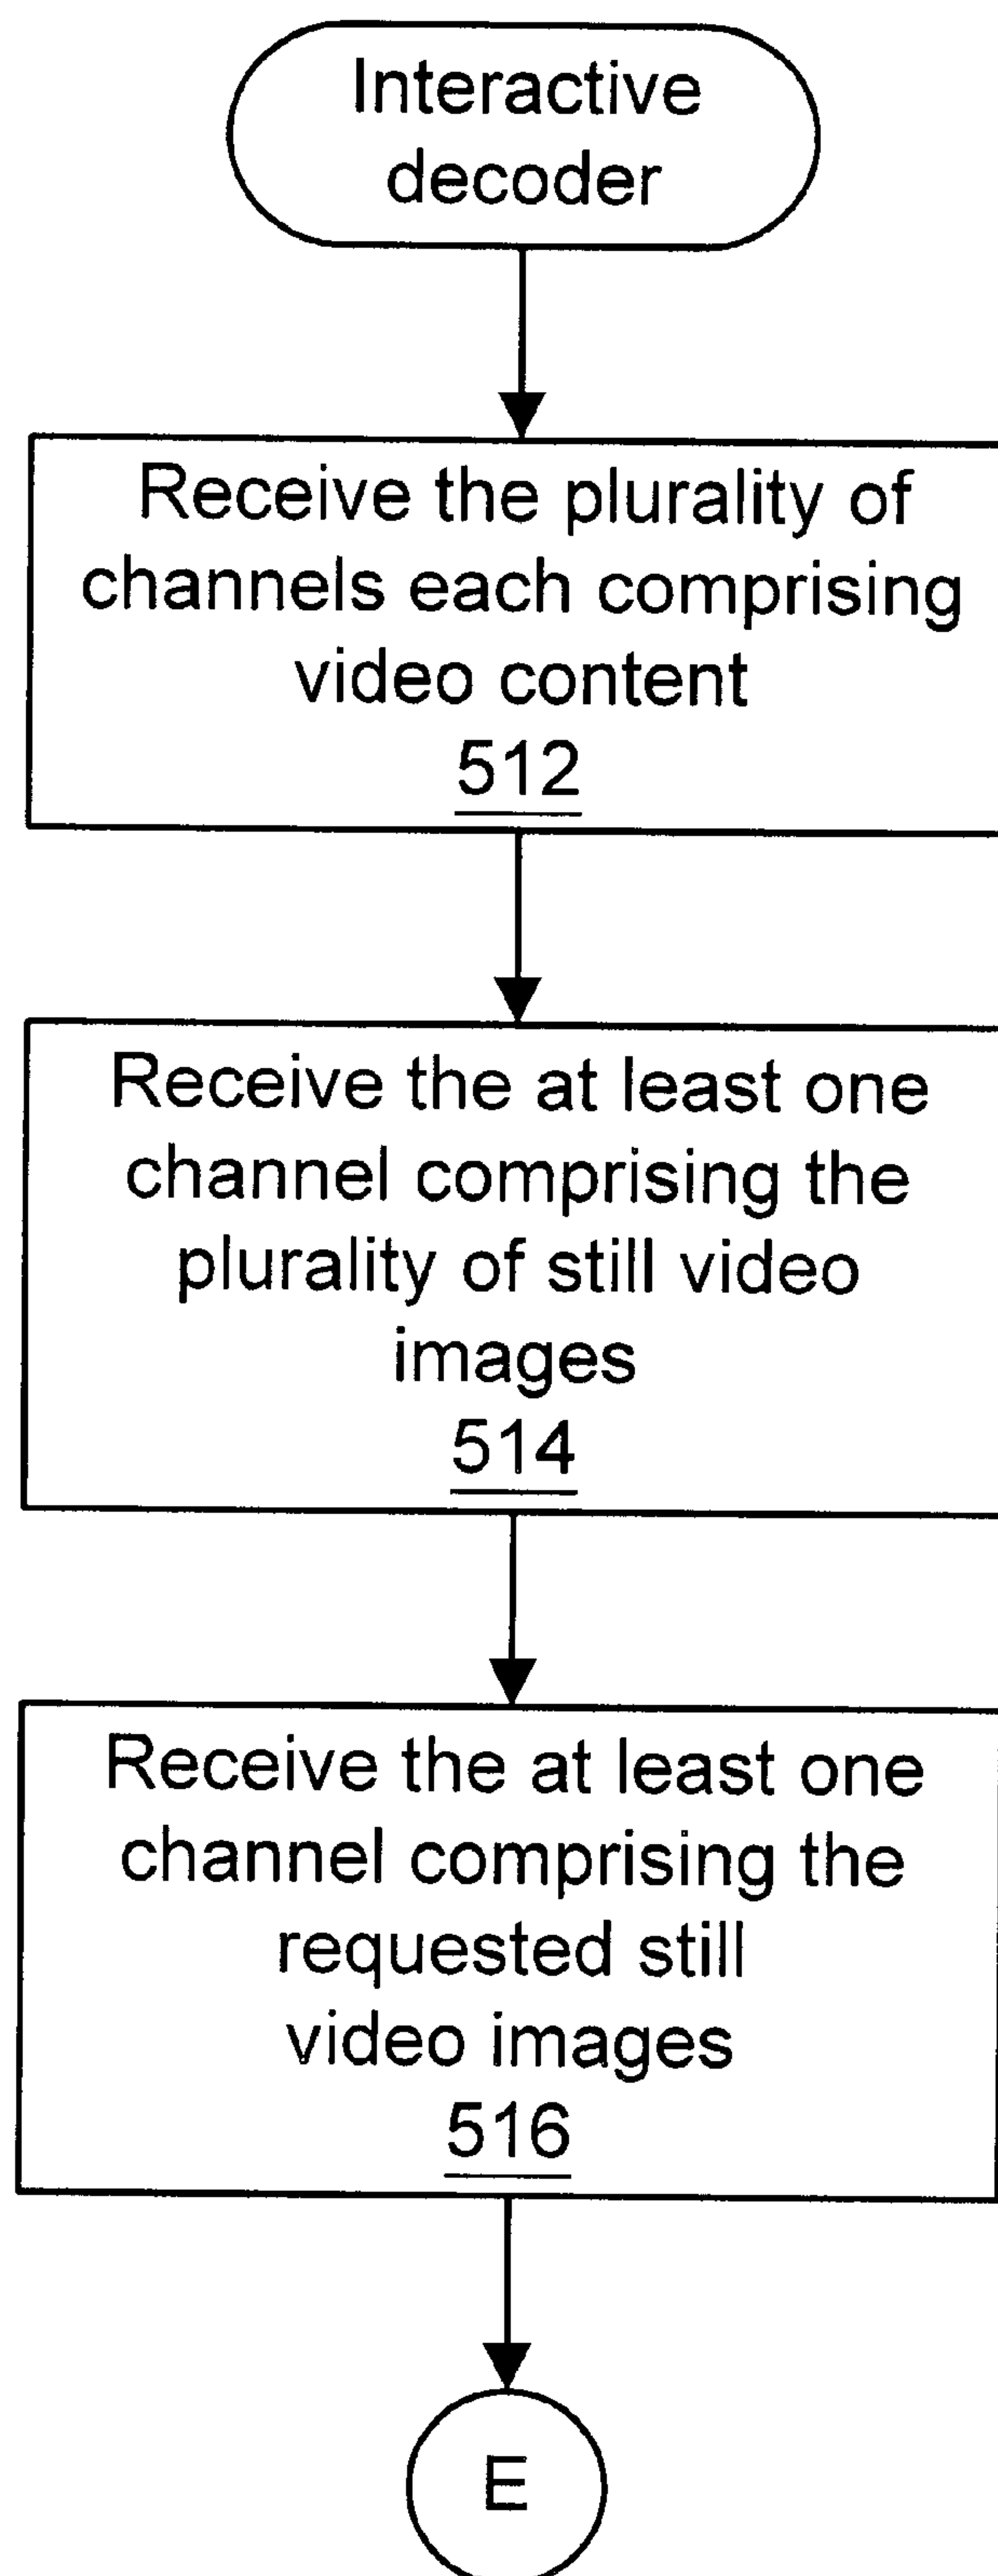 Interactive
decoder
Receive the plurality of
channels each comprising
video content
512
Receive the at least one
channel comprising the
plurality of still video
images
514
Receive the at least one
channel comprising the
requested still
video images
516
E